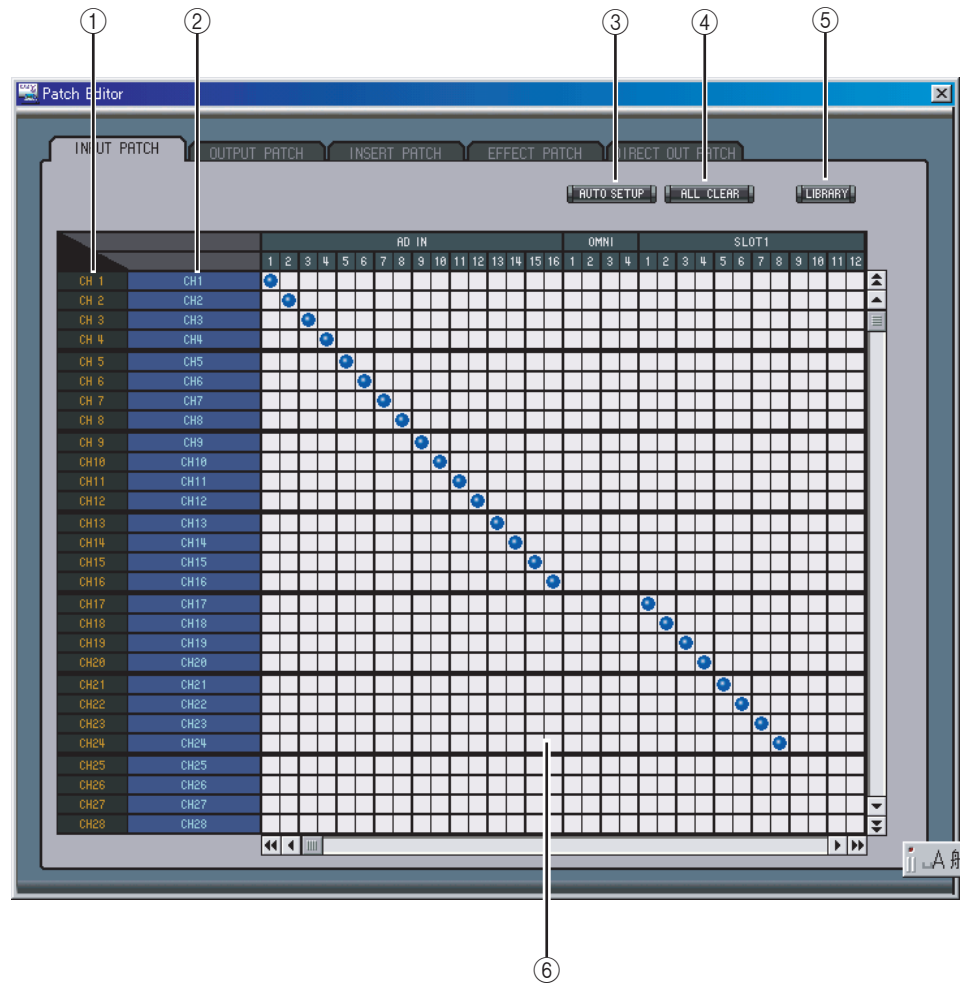 ① ② ③ ④ ⑤
Patch Editor
INPUT PATCH OUTPUT PATCH INSERT PATCH EFFECT PATCH DIRECT OUT PATCH
AUTO SETUP ALL CLEAR LIBRARY
AD IN OMNI SLOT1
1 2 3 4 5 6 7 8 9 10 11 12 13 14 15 16 1 2 3 4 1 2 3 4 5 6 7 8 9 10 11 12
CH 1 CH1
CH 2 CH2
CH 3 CH3
CH 4 CH4
CH 5 CH5
CH 6 CH6
CH 7 CH7
CH 8 CH8
CH 9 CH9
CH10 CH10
CH11 CH11
CH12 CH12
CH13 CH13
CH14 CH14
CH15 CH15
CH16 CH16
CH17 CH17
CH18 CH18
CH19 CH19
CH20 CH20
CH21 CH21
CH22 CH22
CH23 CH23
CH24 CH24
CH25 CH25
CH26 CH26
CH27 CH27
CH28 CH28
A 般
⑥